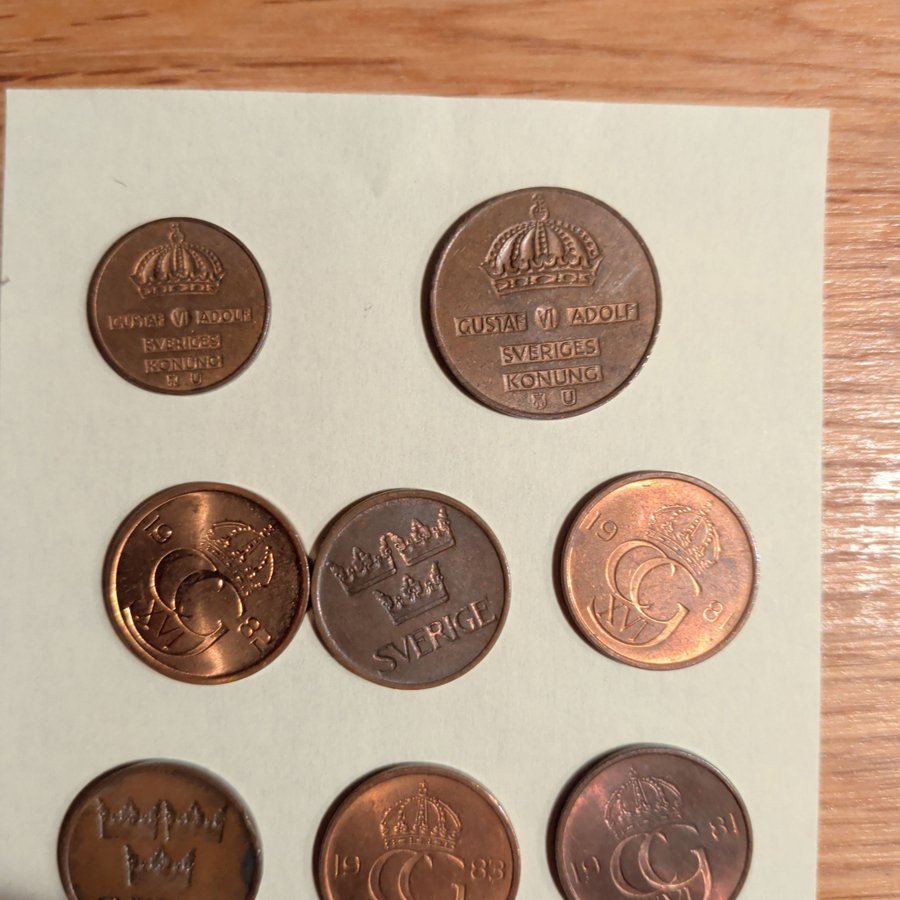 GUSTAF VI ADOLF
SVERIGES
KONUNG
U
GUSTAF VI ADOLF
SVERIGES
KONUNG
U
19 81
XVI
SVERIGE
19 8
XVI
19 83
19 81